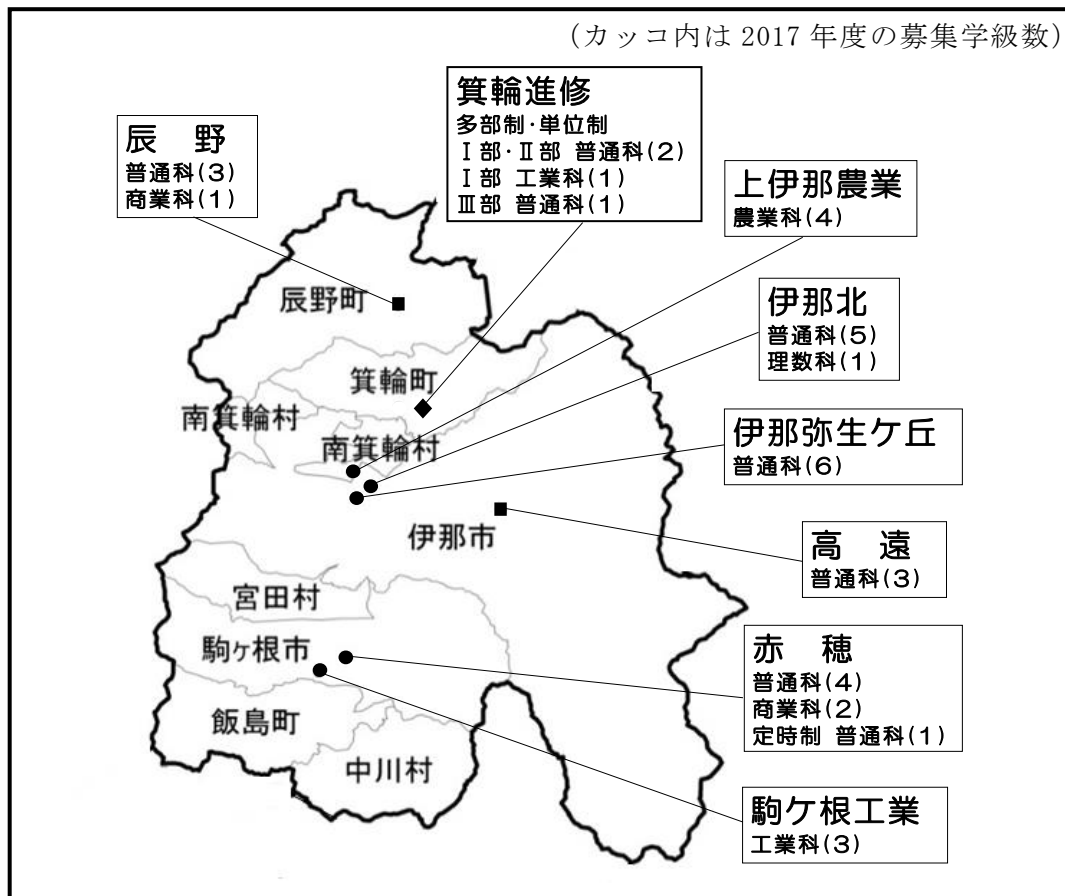 (カッコ内は 2017 年度の募集学級数)
箕輪進修
多部制・単位制
Ⅰ部・Ⅱ部 普通科(2)
Ⅰ部 工業科(1)
Ⅲ部 普通科(1)
辰 野
普通科(3)
商業科(1)
上伊那農業
農業科(4)
伊那北
普通科(5)
理数科(1)
伊那弥生ケ丘
普通科(6)
高 遠
普通科(3)
赤 穂
普通科(4)
商業科(2)
定時制 普通科(1)
駒ケ根工業
工業科(3)
辰野町
箕輪町
南箕輪村
南箕輪村
伊那市
宮田村
駒ヶ根市
飯島町
中川村